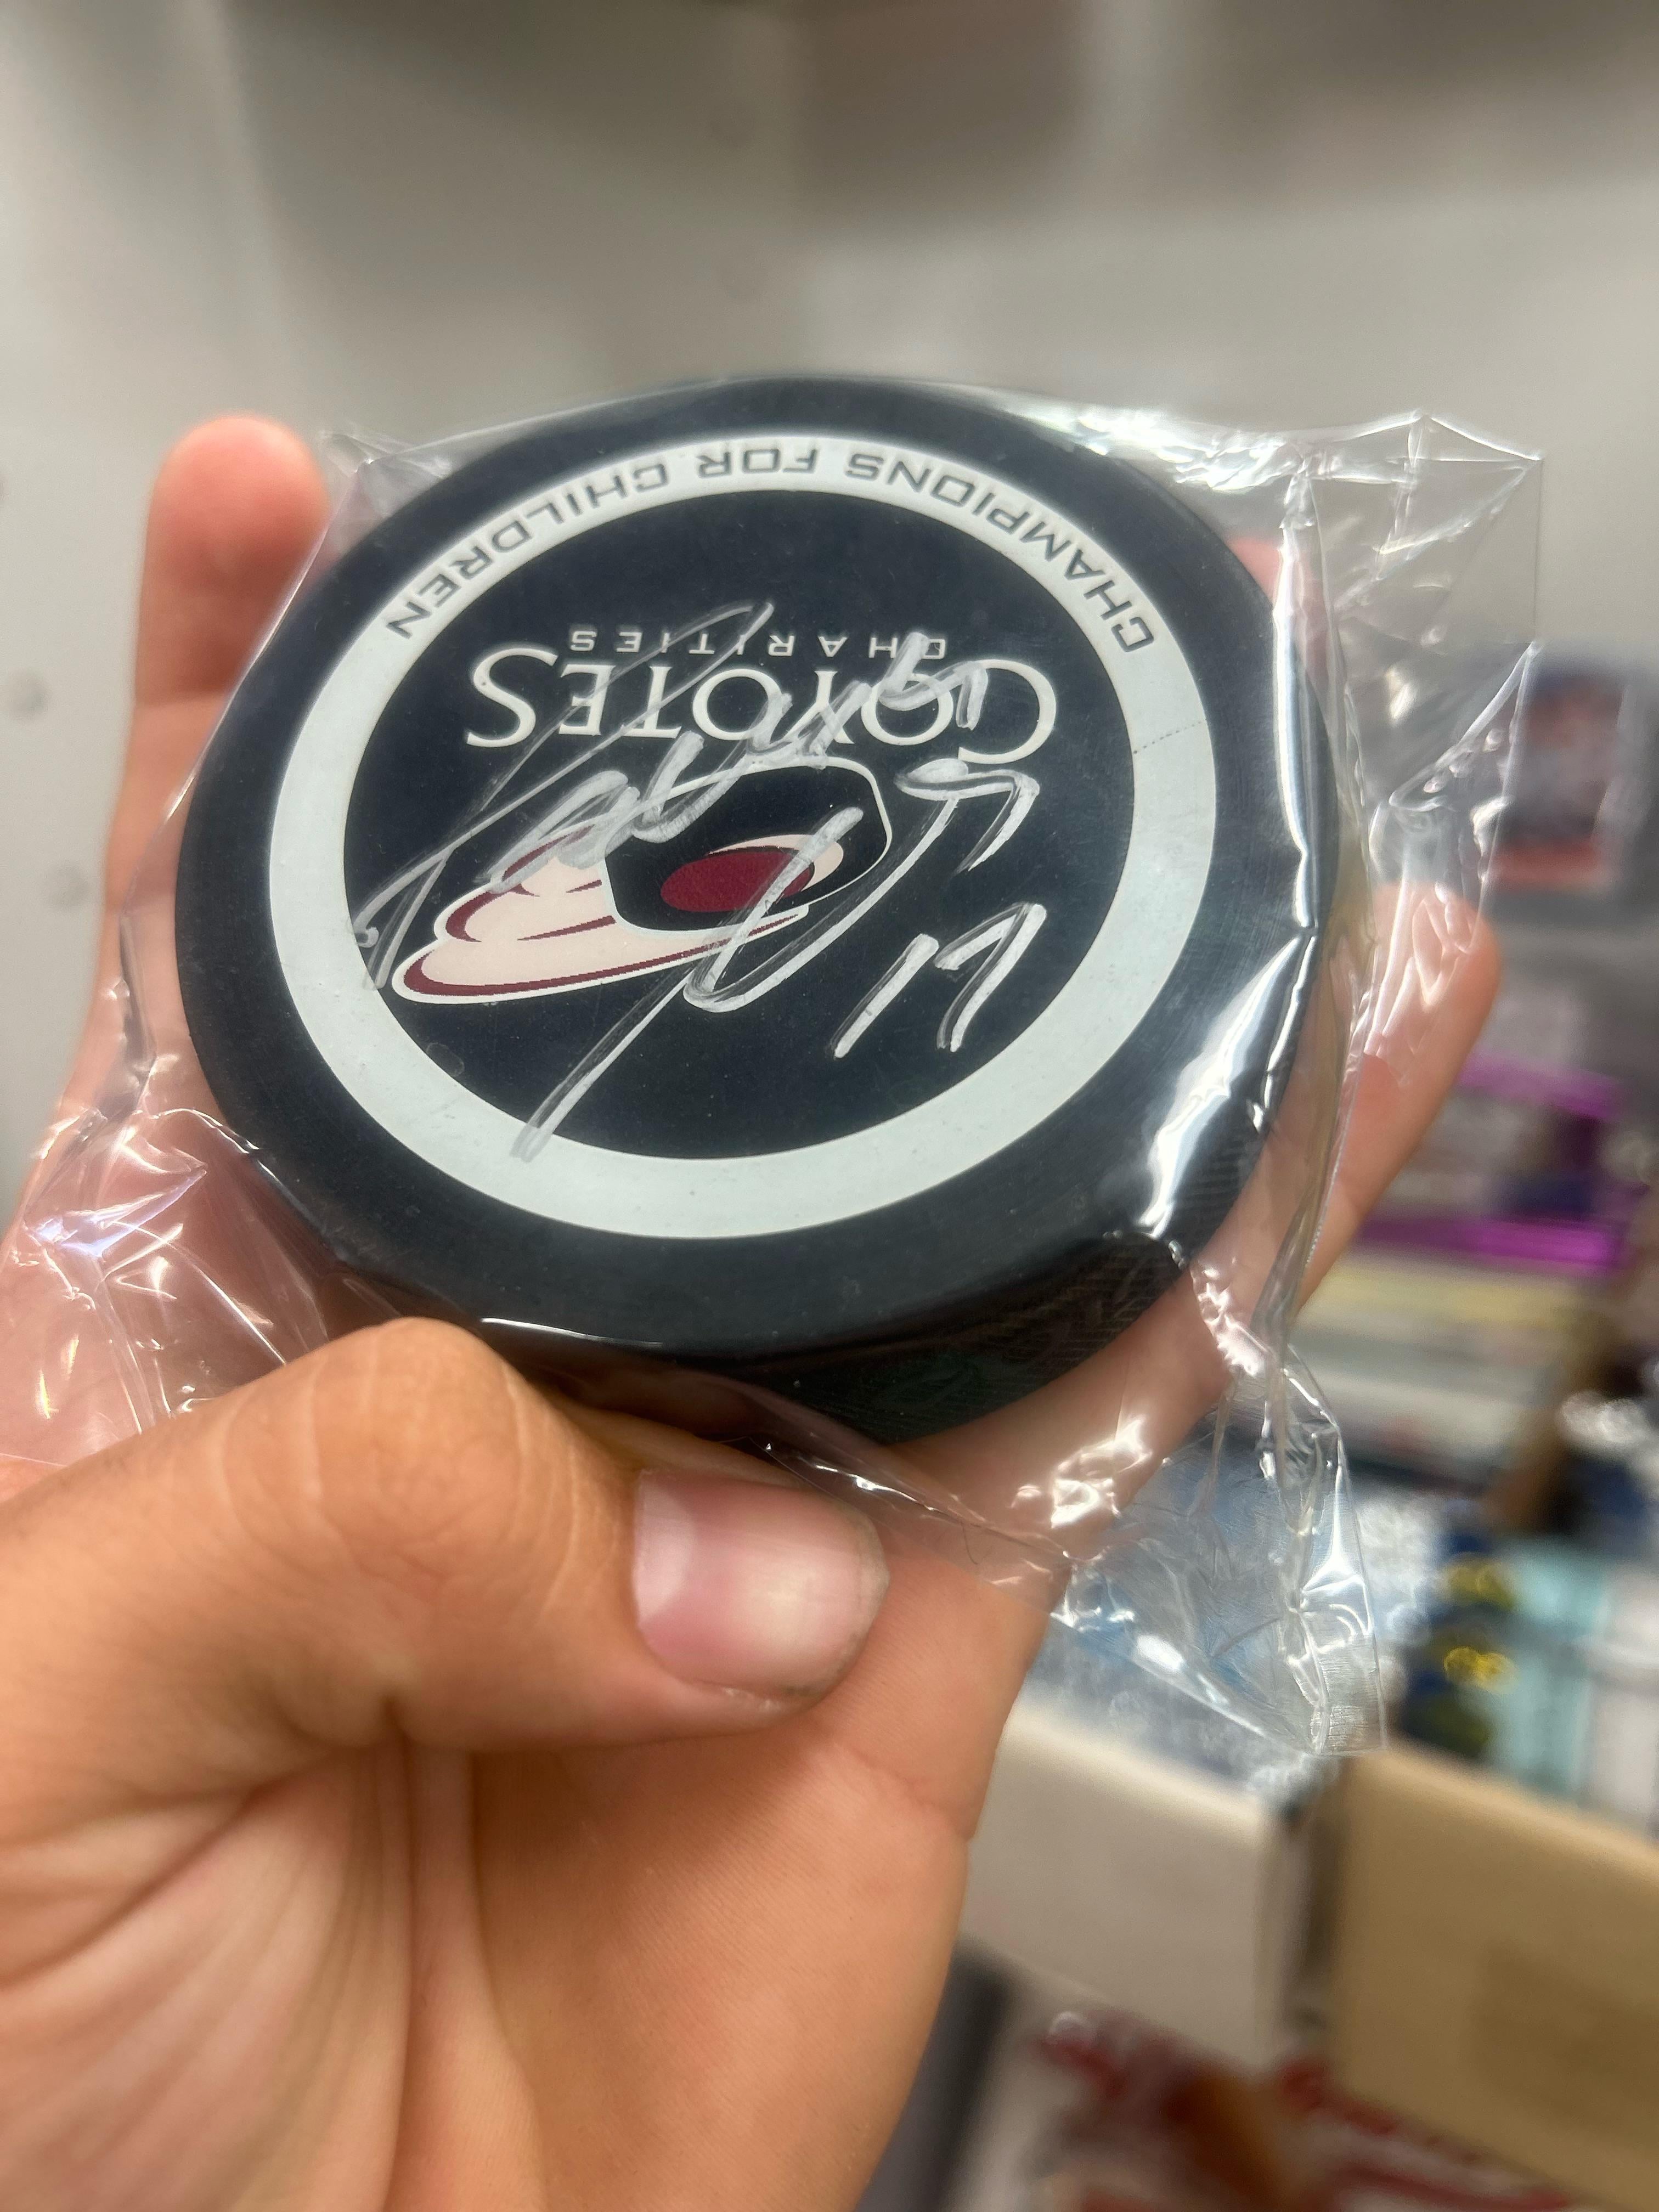 CHAMPIONS FOR CHILDREN
COYOTES
CHARITIES
17